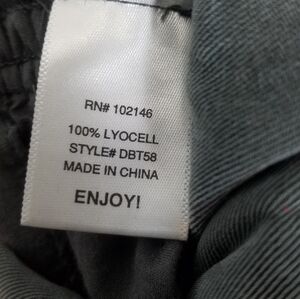 RN# 102146
100% LYOCELL
STYLE# DBT58
MADE IN CHINA
ENJOY!